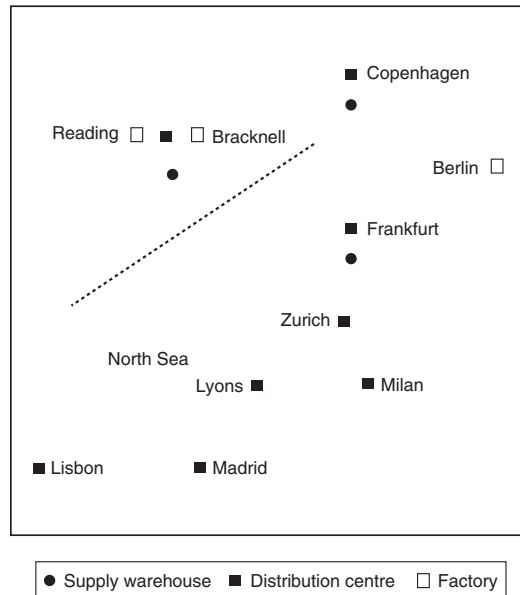 Copenhagen
Reading
Bracknell
Berlin
Frankfurt
Zurich
North Sea
Lyons
Milan
Lisbon
Madrid
Supply warehouse
Distribution centre
Factory